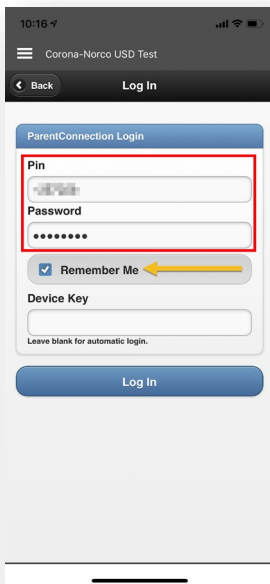 10:16
Corona-Norco USD Test
Back
Log In
ParentConnection Login
Pin
Password
Remember Me
Device Key
Leave blank for automatic login.
Log In